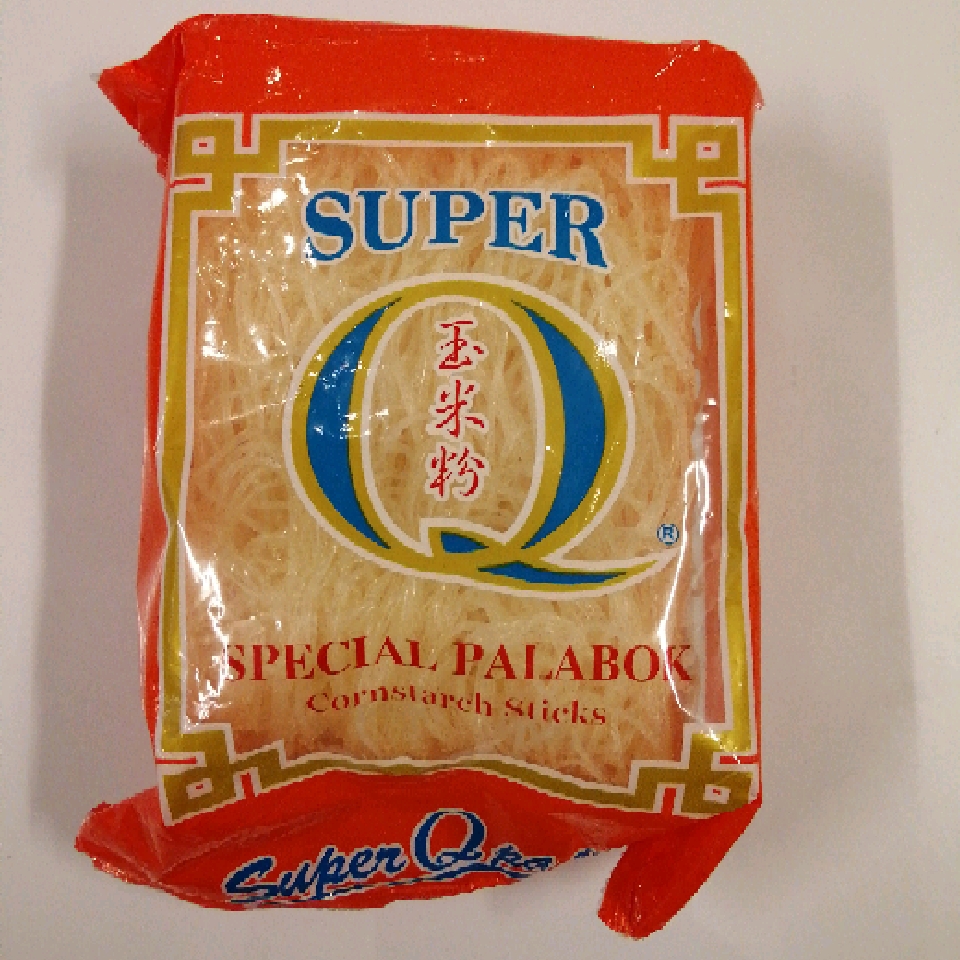 SUPER
Q
玉
米
粉
®
SPECIAL PALABOK
Cornstarch Sticks
Super Q